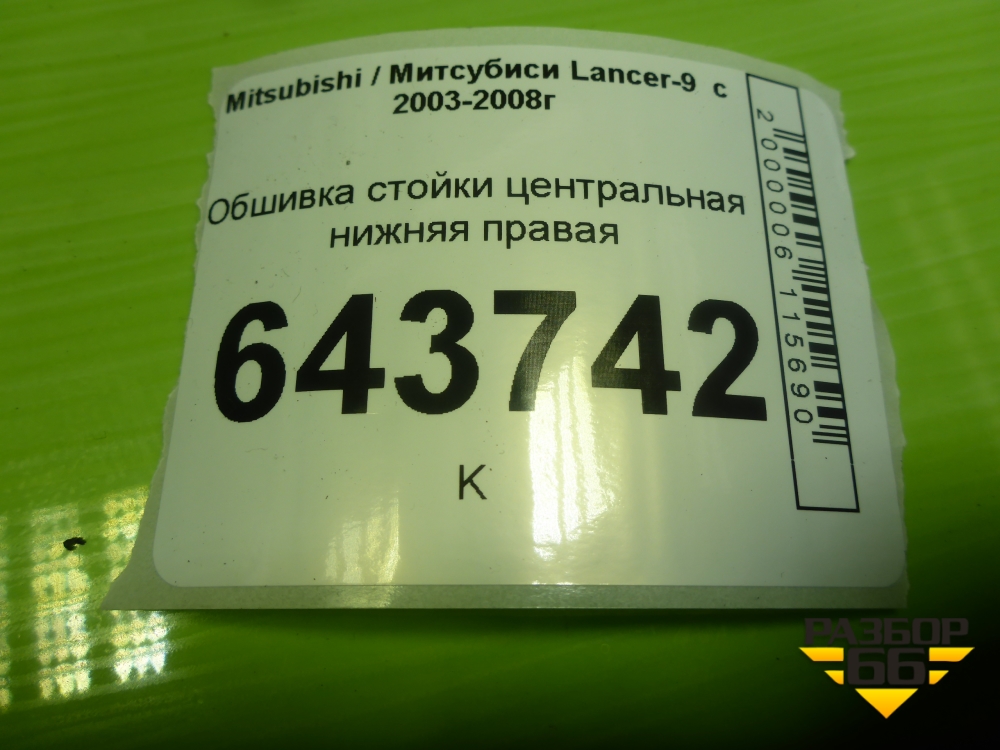 Mitsubishi / Митсубиси Lancer-9 с
2003-2008г
Обшивка стойки центральная
нижняя правая
643742
К
2000006115690
РАЗБОР
66